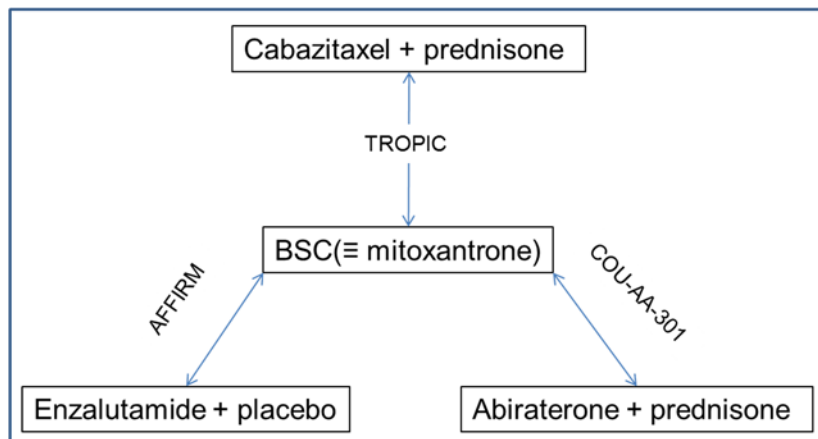 Cabazitaxel + prednisone
TROPIC
BSC(≡ mitoxantrone)
AFFIRM
COU-AA-301
Enzalutamide + placebo
Abiraterone + prednisone